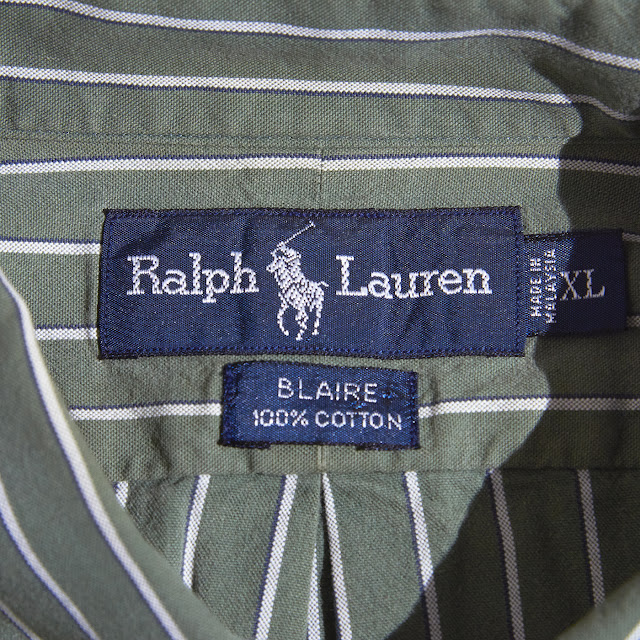 Ralph Lauren
MADE IN
MALAYSIA
XL
BLAIRE
100% COTTON